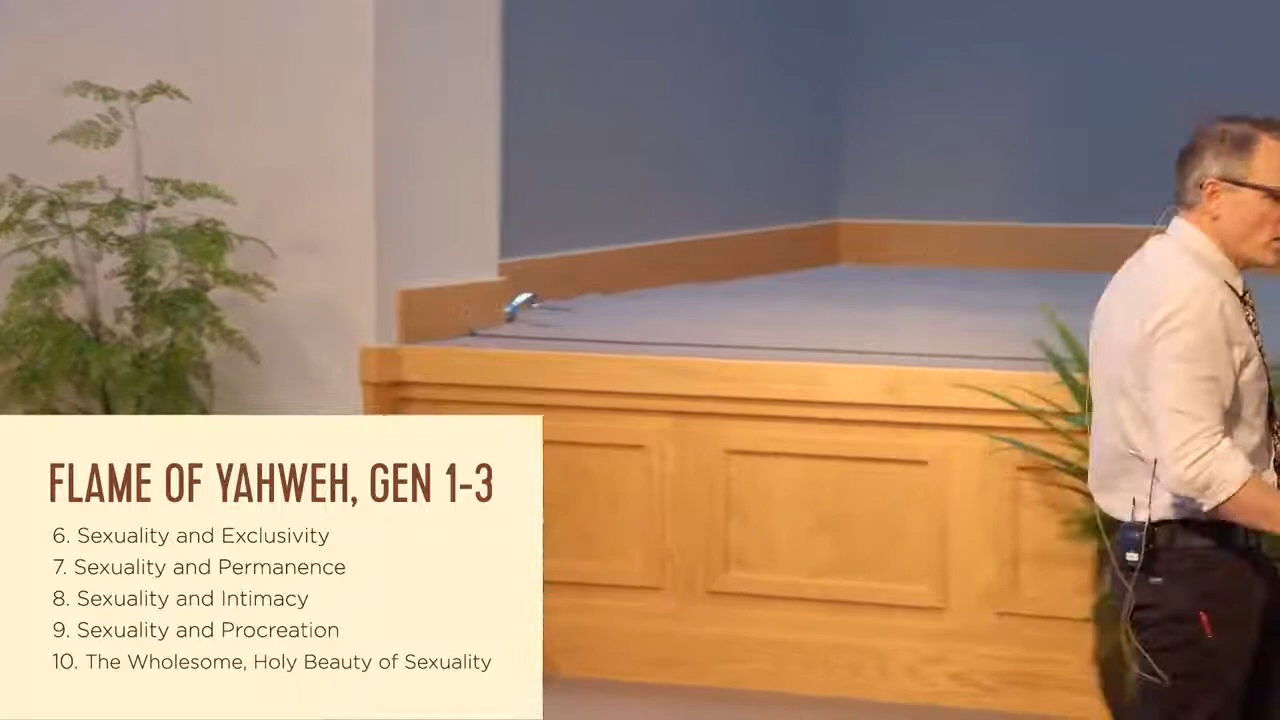 FLAME OF YAHWEH, GEN 1-3
6. Sexuality and Exclusivity
7. Sexuality and Permanence
8. Sexuality and Intimacy
9. Sexuality and Procreation
10. The Wholesome, Holy Beauty of Sexuality